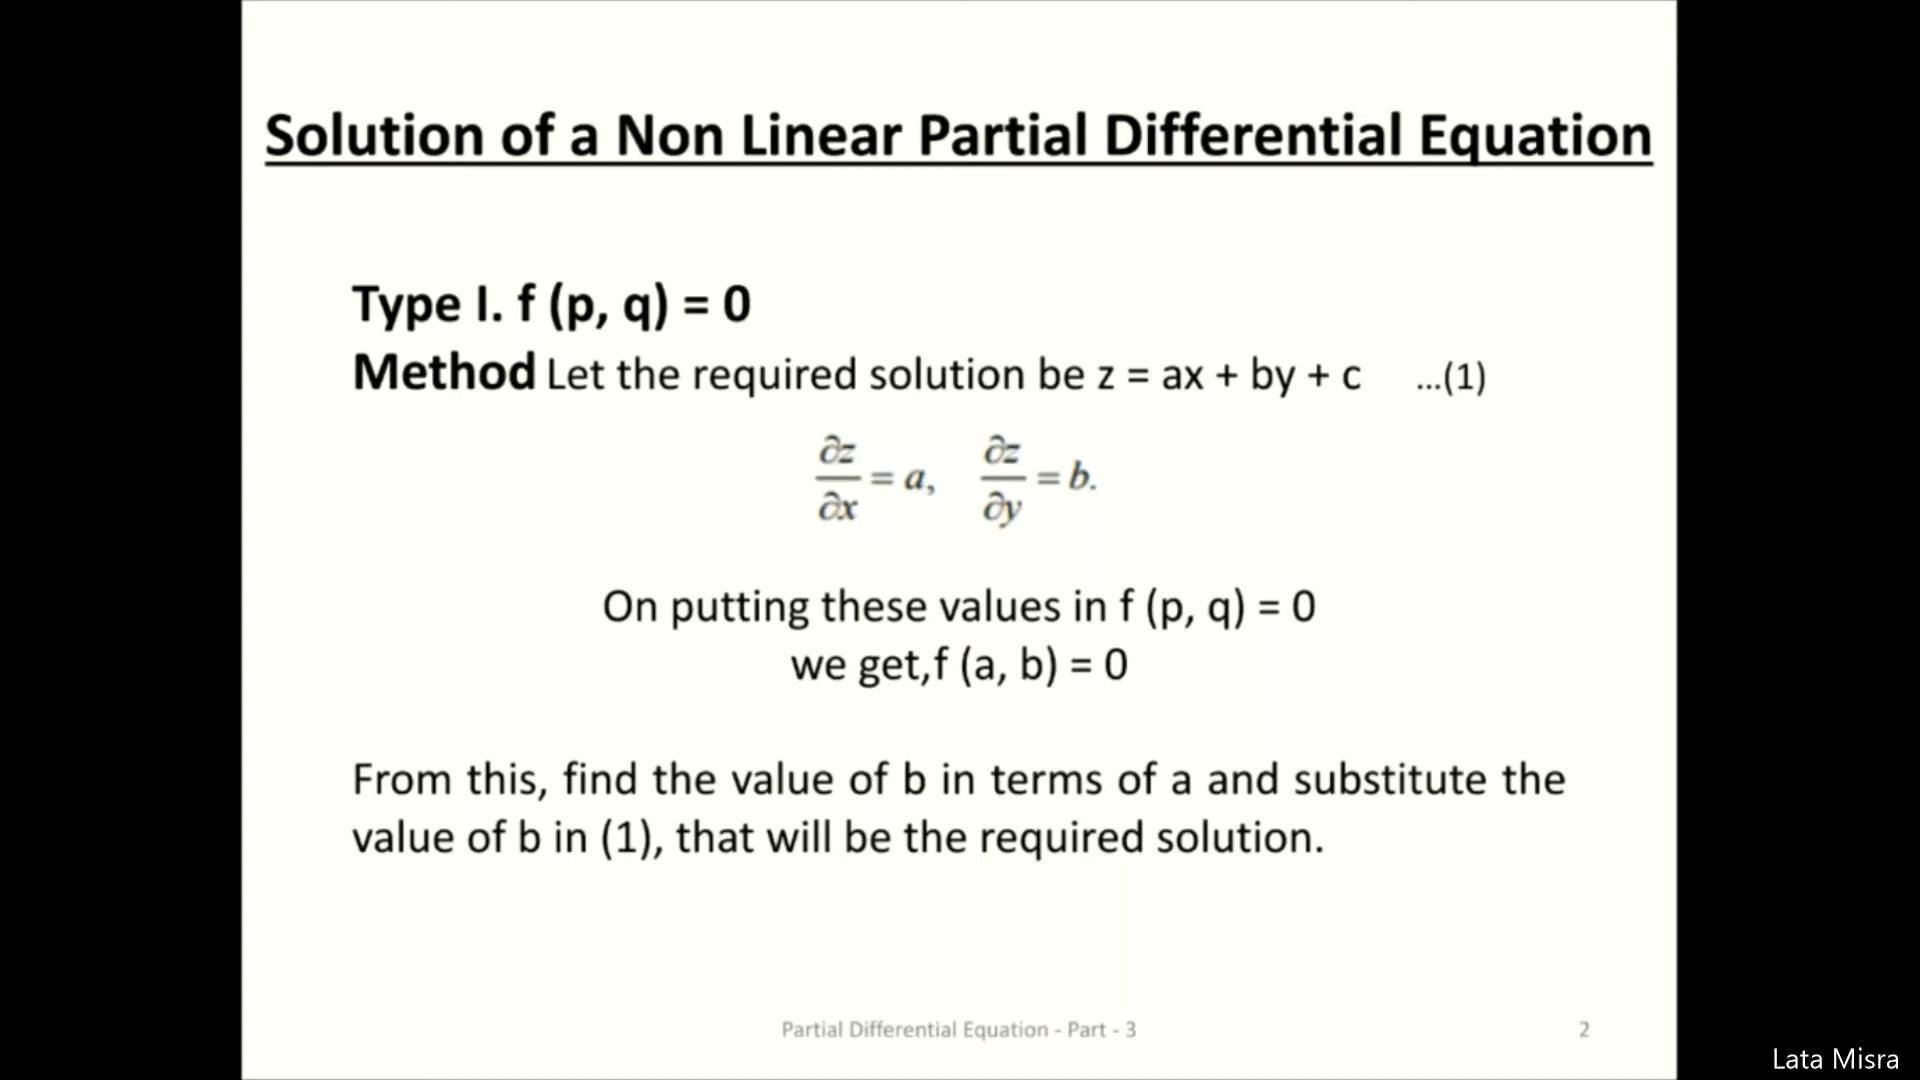 Solution of a Non Linear Partial Differential Equation
Type I. f (p, q) = 0
Method Let the required solution be z = ax + by + c ...(1)
∂z/∂x = a, ∂z/∂y = b.
On putting these values in f (p, q) = 0
we get,f (a, b) = 0
From this, find the value of b in terms of a and substitute the
value of b in (1), that will be the required solution.
Partial Differential Equation - Part - 3 2
Lata Misra